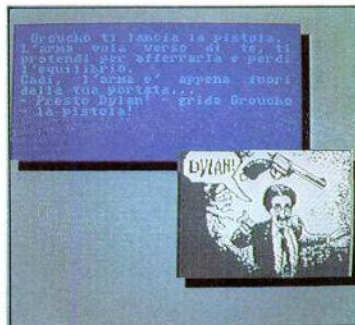 Groucho ti lancia la pistola.
L'arma vola verso di te, ti
protendi per afferrarla e perdi
l'equilibrio.
Cadi, l'arma e' appena fuori
dalla tua portata...
- Presto Dylan! - grida Groucho
- la pistola!
DYLAN!